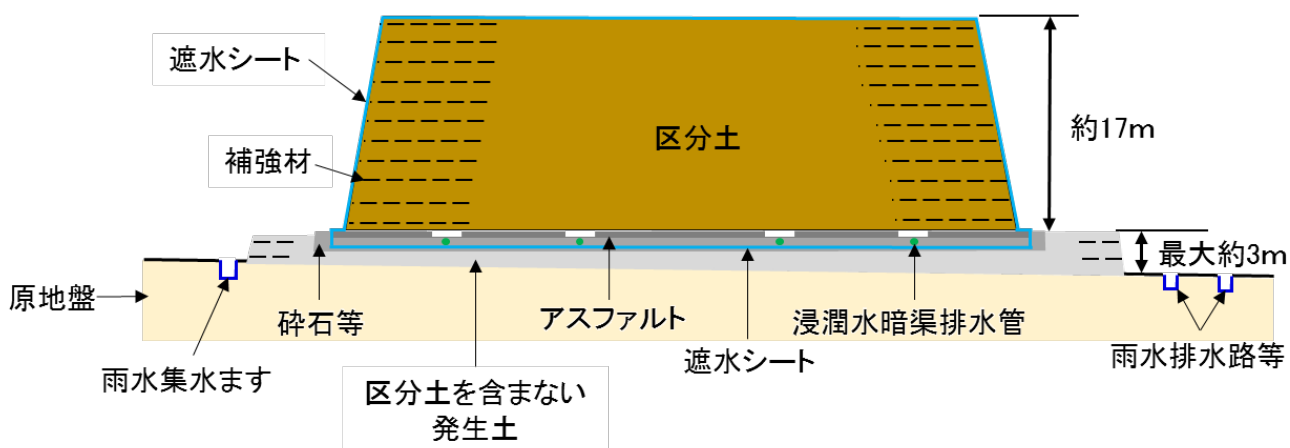 遮水シート
補強材
区分土
約17m
最大約3m
原地盤
砕石等
アスファルト
浸潤水暗渠排水管
遮水シート
雨水集水ます
雨水排水路等
区分土を含まない
発生土